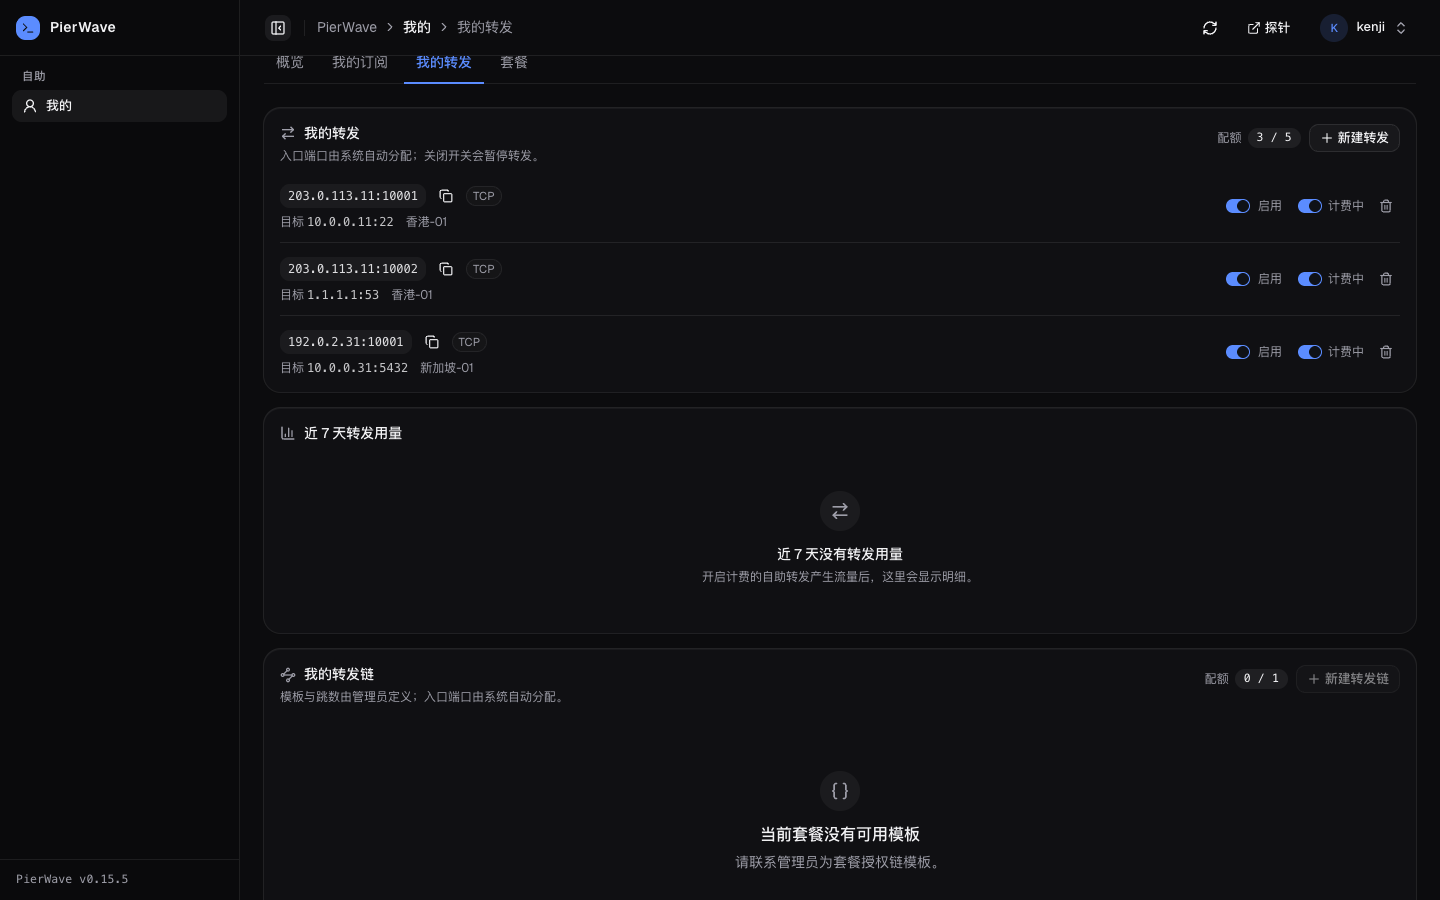 PierWave
PierWave
我的
我的转发
探针
K
kenji
自助
我的
概览
我的订阅
我的转发
套餐
我的转发
入口端口由系统自动分配；关闭开关会暂停转发。
配额
3 / 5
新建转发
203.0.113.11:10001
TCP
目标 10.0.0.11:22
香港-01
启用
计费中
203.0.113.11:10002
TCP
目标 1.1.1.1:53
香港-01
启用
计费中
192.0.2.31:10001
TCP
目标 10.0.0.31:5432
新加坡-01
启用
计费中
近 7 天转发用量
近 7 天没有转发用量
开启计费的自助转发产生流量后，这里会显示明细。
我的转发链
模板与跳数由管理员定义；入口端口由系统自动分配。
配额
0 / 1
新建转发链
当前套餐没有可用模板
请联系管理员为套餐授权链模板。
PierWave v0.15.5